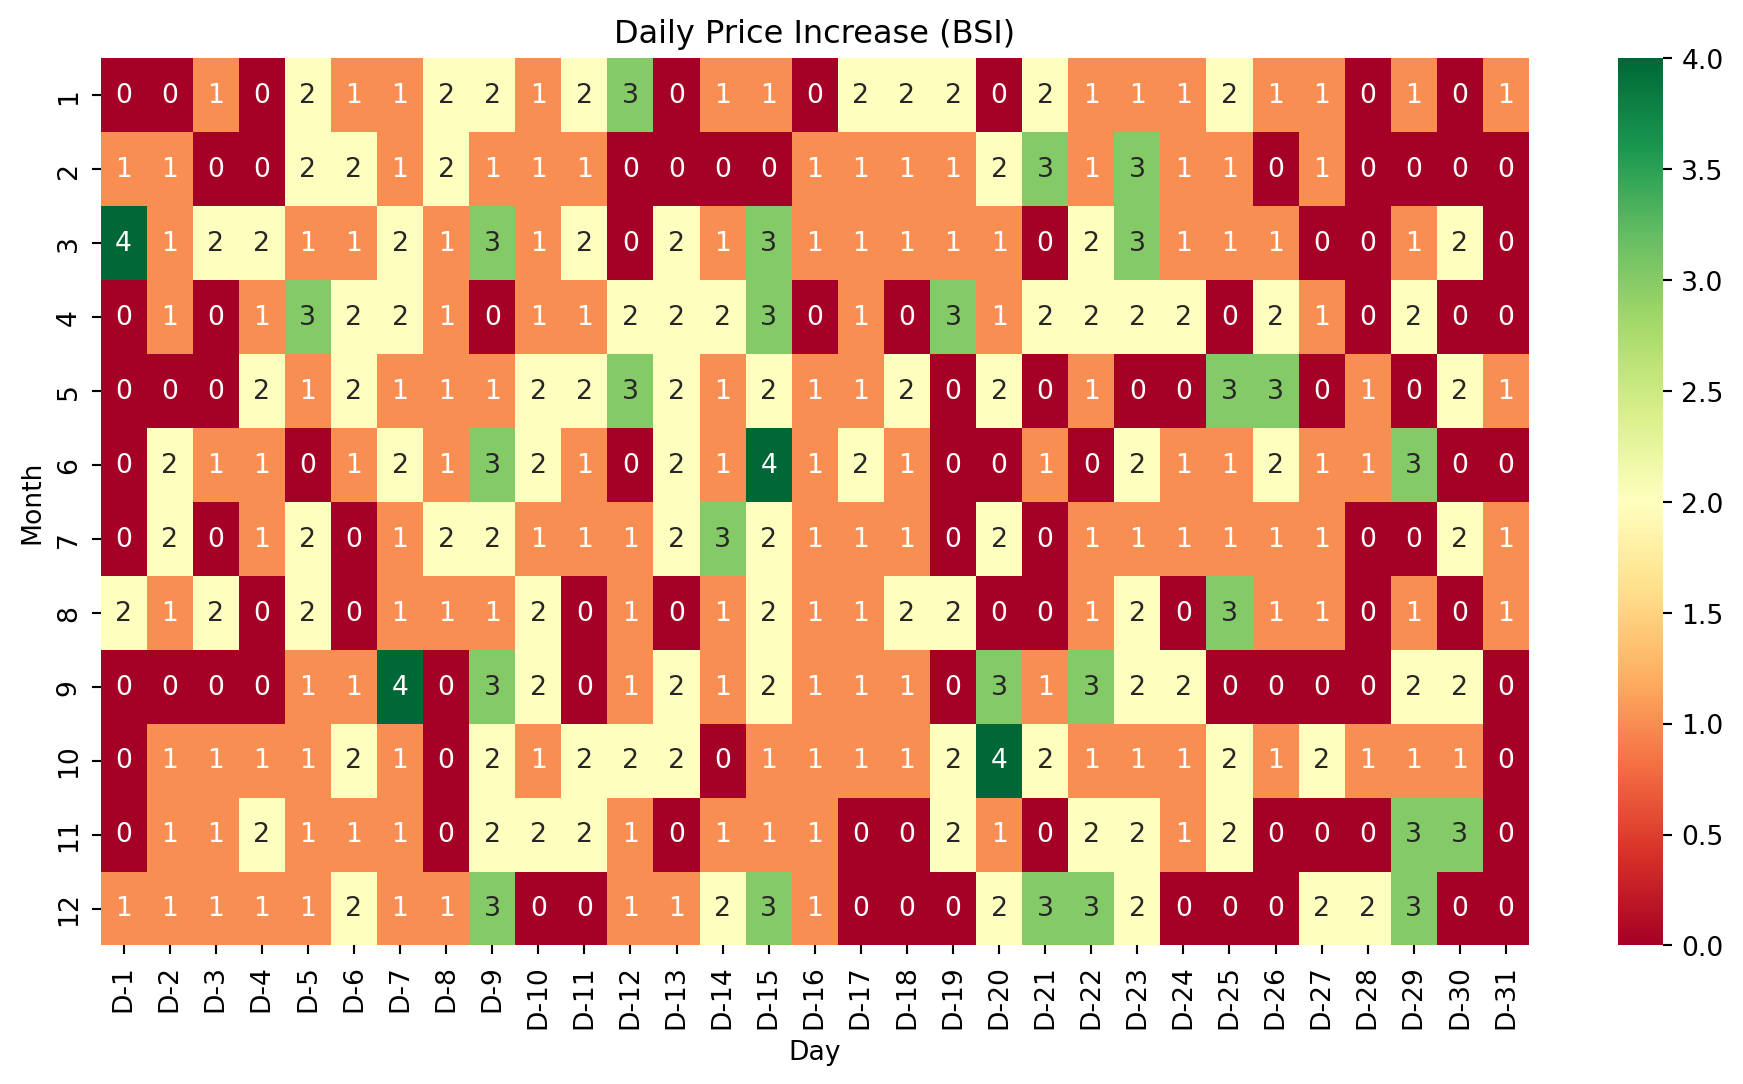 Daily Price Increase (BSI)
1 0 0 1 0 2 1 1 2 2 1 2 3 0 1 1 0 2 2 2 0 2 1 1 1 2 1 1 0 1 0 1
2 1 1 0 0 2 2 1 2 1 1 1 0 0 0 0 1 1 1 1 2 3 1 3 1 1 0 1 0 0 0 0
3 4 1 2 2 1 1 2 1 3 1 2 0 2 1 3 1 1 1 1 1 0 2 3 1 1 1 0 0 1 2 0
4 0 1 0 1 3 2 2 1 0 1 1 2 2 2 3 0 1 0 3 1 2 2 2 2 0 2 1 0 2 0 0
5 0 0 0 2 1 2 1 1 1 2 2 3 2 1 2 1 1 2 0 2 0 1 0 0 3 3 0 1 0 2 1
6 0 2 1 1 0 1 2 1 3 2 1 0 2 1 4 1 2 1 0 0 1 0 2 1 1 2 1 1 3 0 0
7 0 2 0 1 2 0 1 2 2 1 1 1 2 3 2 1 1 1 0 2 0 1 1 1 1 1 1 0 0 2 1
8 2 1 2 0 2 0 1 1 1 2 0 1 0 1 2 1 1 2 2 0 0 1 2 0 3 1 1 0 1 0 1
9 0 0 0 0 1 1 4 0 3 2 0 1 2 1 2 1 1 1 0 3 1 3 2 2 0 0 0 0 2 2 0
10 0 1 1 1 1 2 1 0 2 1 2 2 2 0 1 1 1 1 2 4 2 1 1 1 2 1 2 1 1 1 0
11 0 1 1 2 1 1 1 0 2 2 2 1 0 1 1 1 0 0 2 1 0 2 2 1 2 0 0 0 3 3 0
12 1 1 1 1 1 2 1 1 3 0 0 1 1 2 3 1 0 0 0 2 3 3 2 0 0 0 2 2 3 0 0
Month
D-1 D-2 D-3 D-4 D-5 D-6 D-7 D-8 D-9 D-10 D-11 D-12 D-13 D-14 D-15 D-16 D-17 D-18 D-19 D-20 D-21 D-22 D-23 D-24 D-25 D-26 D-27 D-28 D-29 D-30 D-31
Day
4.0
3.5
3.0
2.5
2.0
1.5
1.0
0.5
0.0